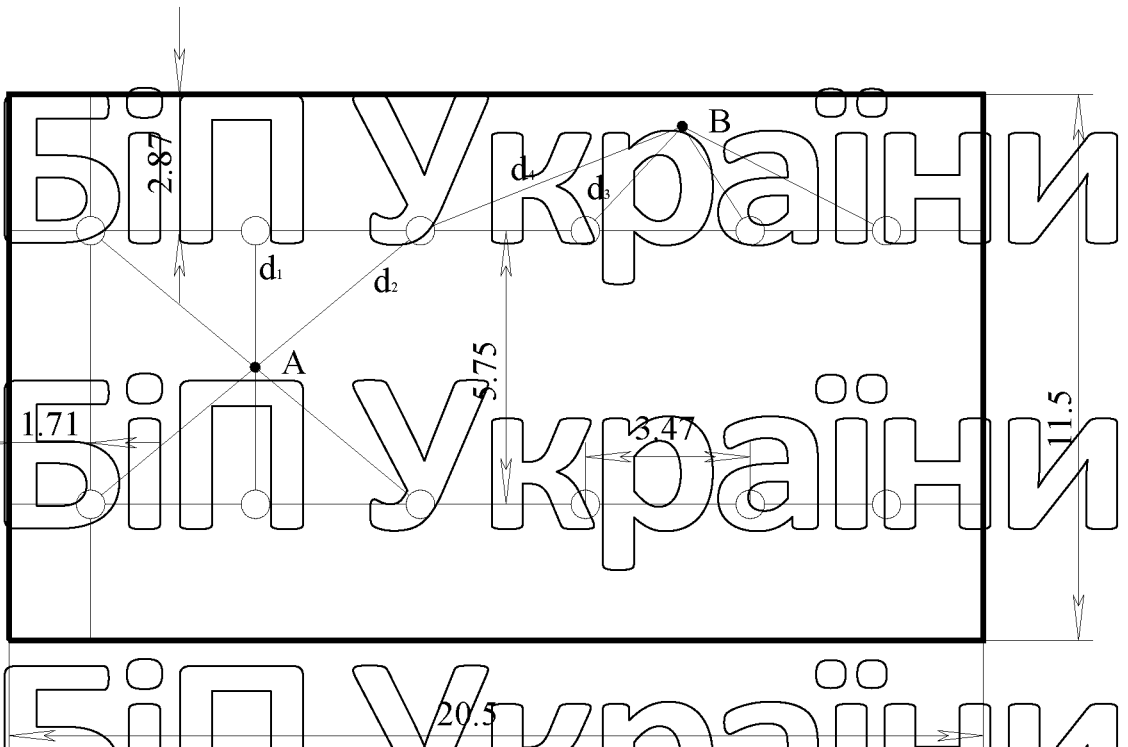 БіП України
2.87
B
d4
d3
d1
d2
A
5.75
БіП України
1.71
3.47
11.5
БіП України
20.5